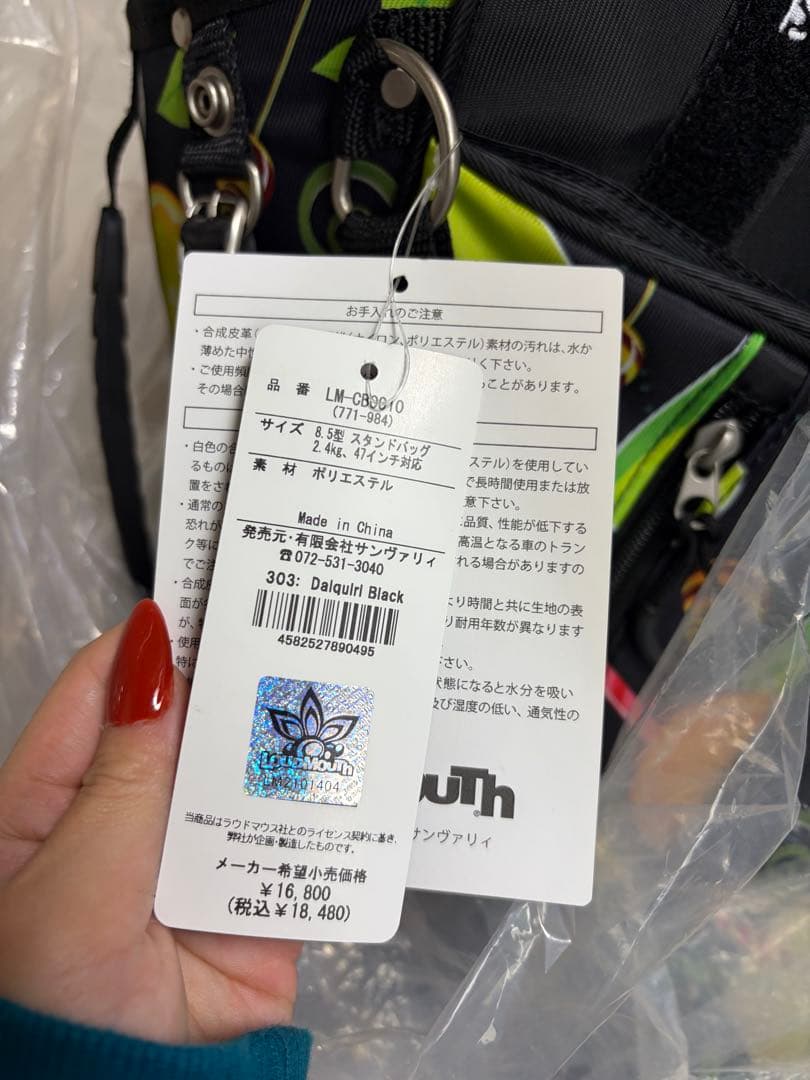 お手入れのご注意
・合成皮革(
ナイロン、ポリエステル)素材の汚れは、水か
薄めた中性
く下さい。
・ご使用頻
ることがあります。
その場合
品 番 LM-CB0010
(771-984)
サイズ 8.5型 スタンドバッグ
2.4kg、47インチ対応
素 材 ポリエステル
Made in China
発売元・有限会社サンヴァリィ
☎072-531-3040
303: Daiquiri Black
4582527890495
LOUDMOUTH
LM2101404
当商品はラウドマウス社とのライセンス契約に基き、
弊社が企画・製造したものです。
メーカー希望小売価格
¥16,800
(税込¥18,480)
・白色の合
ステル)を使用してい
るものに
で長時間使用または放
置をさ
意下さい。
・通常の
品質、性能が低下する
恐れが
高温となる車のトラン
ク等に
れる場合がありますの
でご注
・合成皮
より時間と共に生地の表
面が
り耐用年数が異なります
が、
・使用
ださい。
特に
状態になると水分を吸い
及び湿度の低い、通気性の
outh
サンヴァリィ